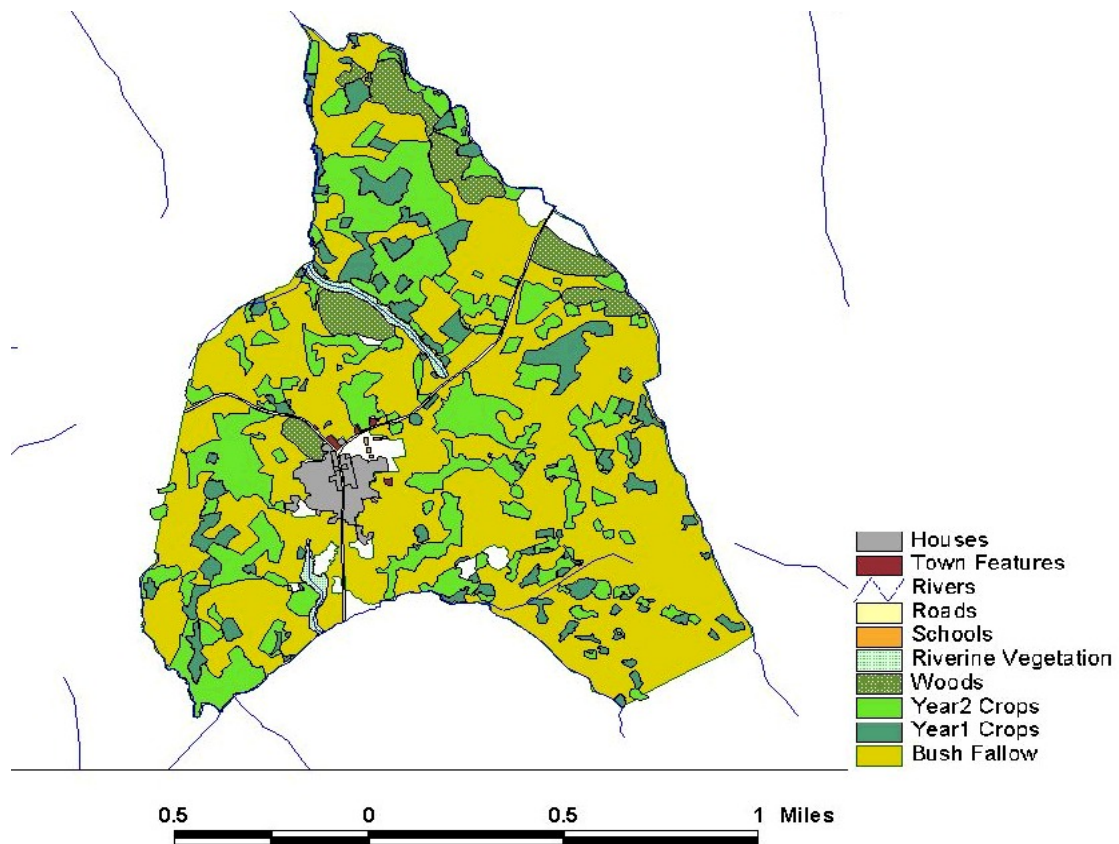 Houses
Town Features
Rivers
Roads
Schools
Riverine Vegetation
Woods
Year2 Crops
Year1 Crops
Bush Fallow
0.5 0 0.5 1 Miles